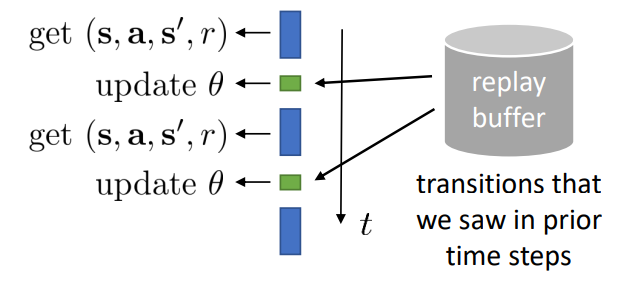 get (s, a, s′, r)
update θ
get (s, a, s′, r)
update θ
t
replay
buffer
transitions that
we saw in prior
time steps